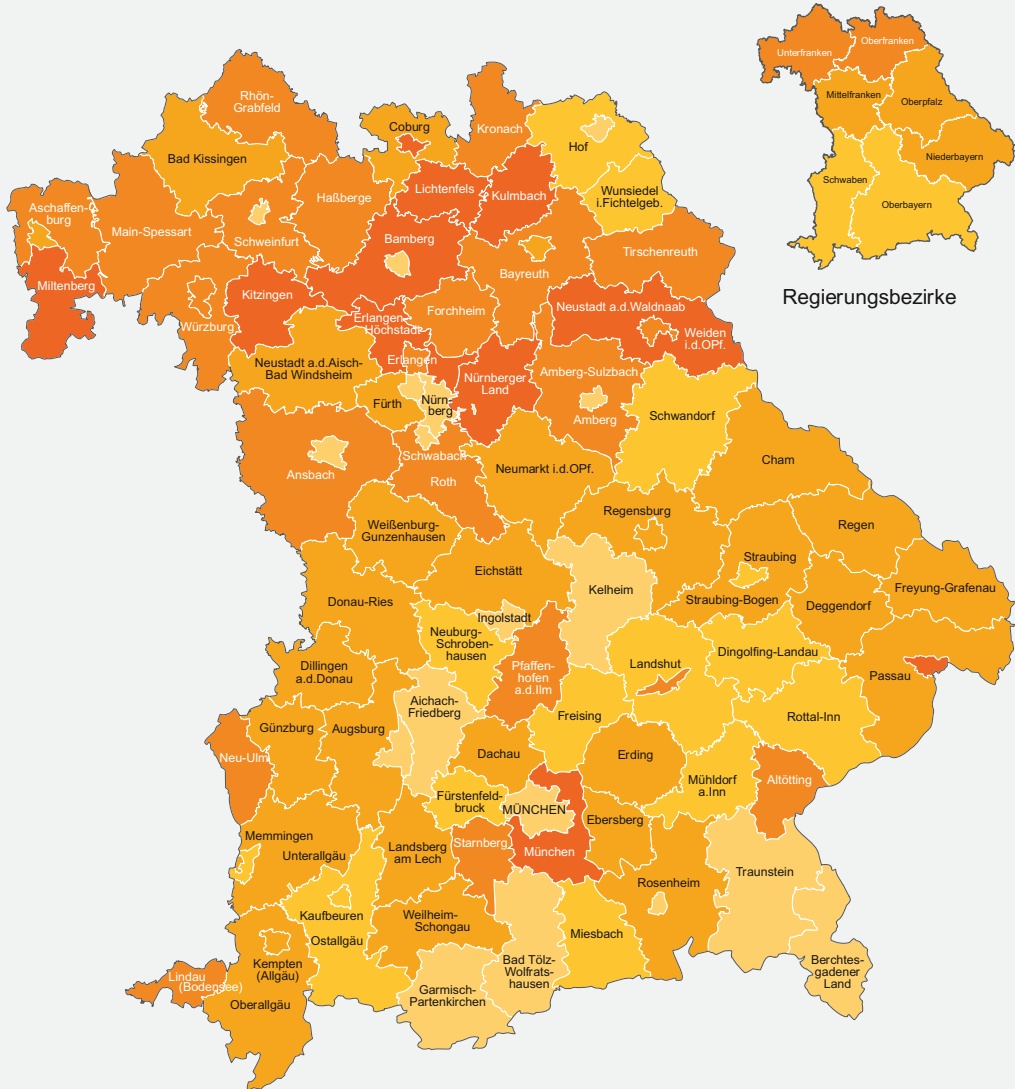 Oberfranken
Unterfranken
Mittelfranken
Oberpfalz
Niederbayern
Schwaben
Oberbayern
Regierungsbezirke
Rhön-
Grabfeld
Coburg
Kronach
Hof
Bad Kissingen
Lichtenfels
Kulmbach
Wunsiedel
i.Fichtelgeb.
Haßberge
Aschaffen-
burg
Main-Spessart
Schweinfurt
Bamberg
Tirschenreuth
Bayreuth
Miltenberg
Kitzingen
Würzburg
Erlangen-
Höchstadt
Forchheim
Neustadt a.d.Waldnaab
Weiden
i.d.OPf.
Erlangen
Neustadt a.d.Aisch-
Bad Windsheim
Nürnberger
Land
Amberg-Sulzbach
Fürth
Nürn-
berg
Amberg
Schwandorf
Schwabach
Ansbach
Roth
Neumarkt i.d.OPf.
Cham
Regensburg
Weißenburg-
Gunzenhausen
Regen
Straubing
Eichstätt
Kelheim
Freyung-Grafenau
Donau-Ries
Straubing-Bogen
Deggendorf
Ingolstadt
Neuburg-
Schroben-
hausen
Dingolfing-Landau
Landshut
Pfaffen-
hofen
a.d.Ilm
Dillingen
a.d.Donau
Passau
Aichach-
Friedberg
Rottal-Inn
Freising
Günzburg
Augsburg
Neu-Ulm
Dachau
Erding
Mühldorf
a.Inn
Altötting
Fürstenfeld-
bruck
MÜNCHEN
Ebersberg
Memmingen
Unterallgäu
Landsberg
am Lech
Starnberg
München
Traunstein
Rosenheim
Kaufbeuren
Ostallgäu
Weilheim-
Schongau
Miesbach
Bad Tölz-
Wolfrats-
hausen
Berchtes-
gadener
Land
Kempten
(Allgäu)
Lindau
(Bodensee)
Oberallgäu
Garmisch-
Partenkirchen